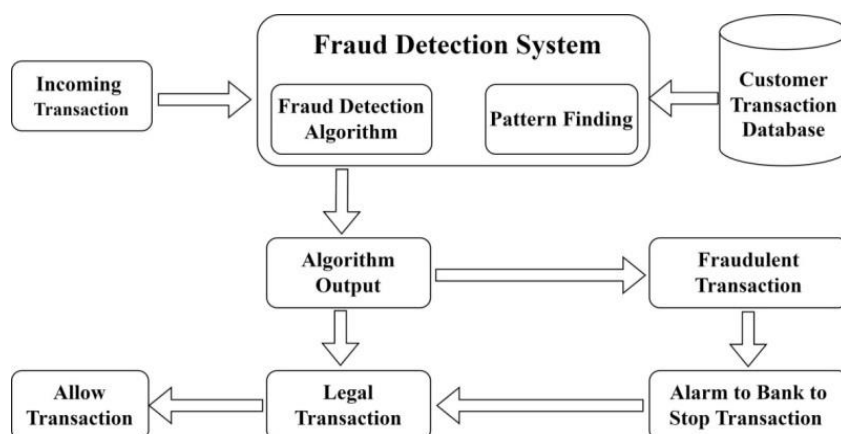 Fraud Detection System
Incoming
Transaction
Fraud Detection
Algorithm
Pattern Finding
Customer
Transaction
Database
Algorithm
Output
Fraudulent
Transaction
Allow
Transaction
Legal
Transaction
Alarm to Bank to
Stop Transaction